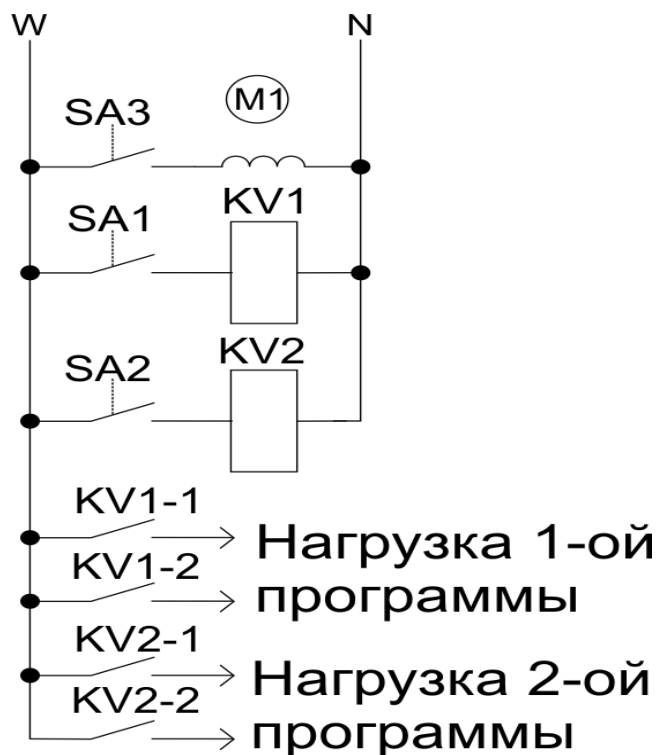 W N
M1
SA3
KV1
SA1
KV2
SA2
KV1-1
Нагрузка 1-ой
KV1-2
программы
KV2-1
Нагрузка 2-ой
KV2-2
программы